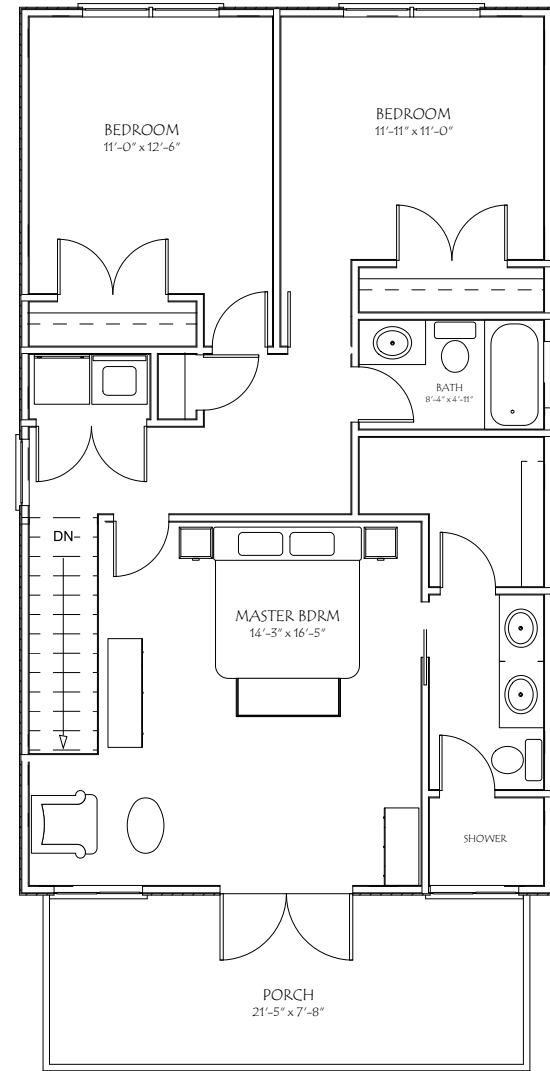 BEDROOM
11'-0" x 12'-6"
BEDROOM
11'-11" x 11'-0"
BATH
8'-4" x 4'-11"
DN
MASTER BDRM
14'-3" x 16'-5"
SHOWER
PORCH
21'-5" x 7'-8"